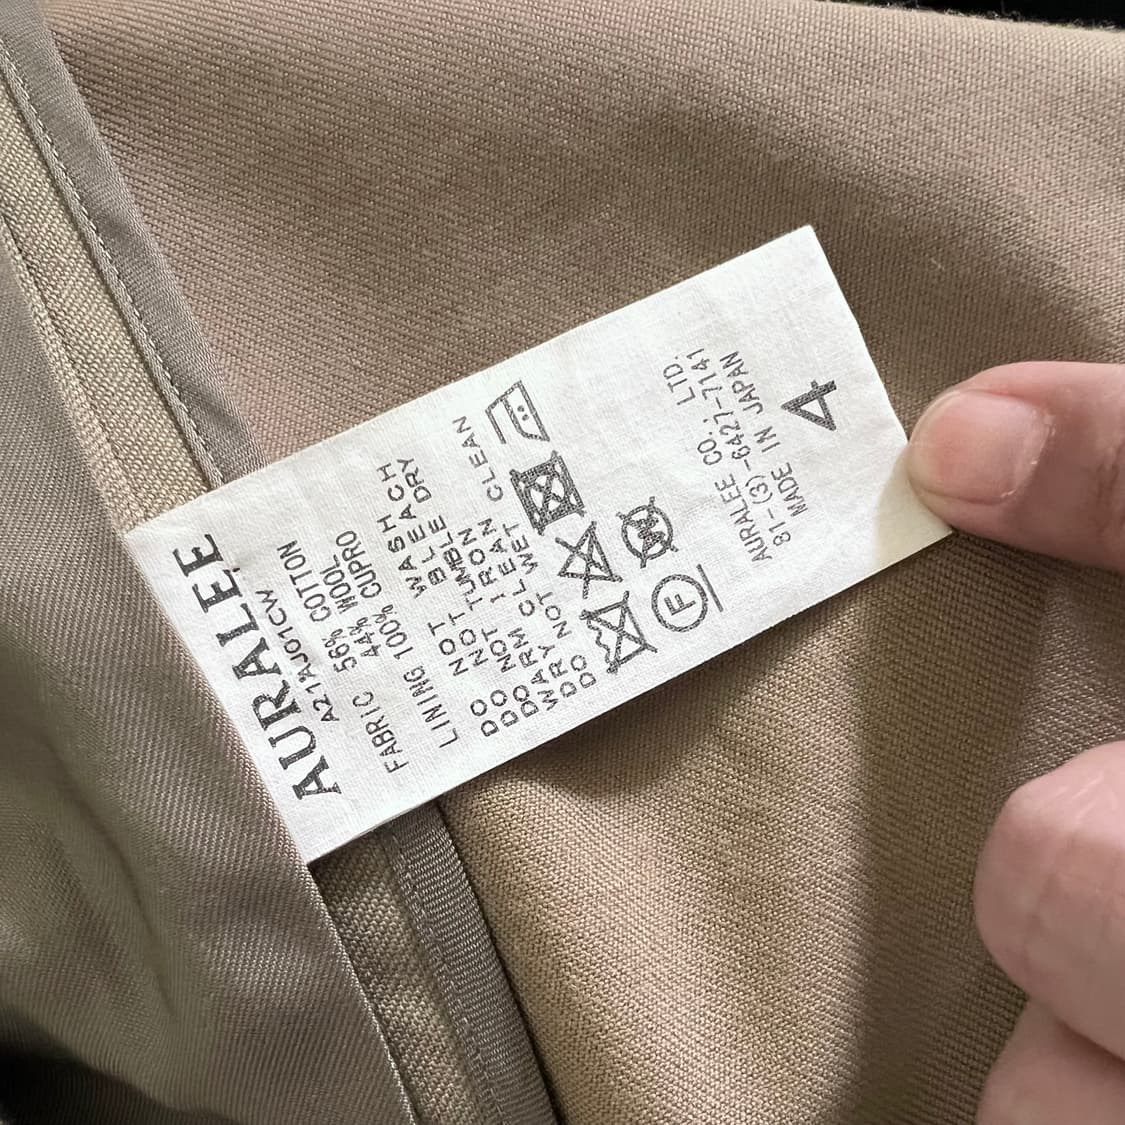 AURALEE
A21AJ01CW
FABRIC 56% COTTON
44% WOOL
LINING 100% CUPRO
DO NOT WASH
DO NOT BLEACH
DO NOT TUMBLE DRY
WARM IRON
DRY CLEAN
DO NOT WET CLEAN
F
W
AURALEE CO., LTD.
81-(3)-6427-7141
MADE IN JAPAN
4